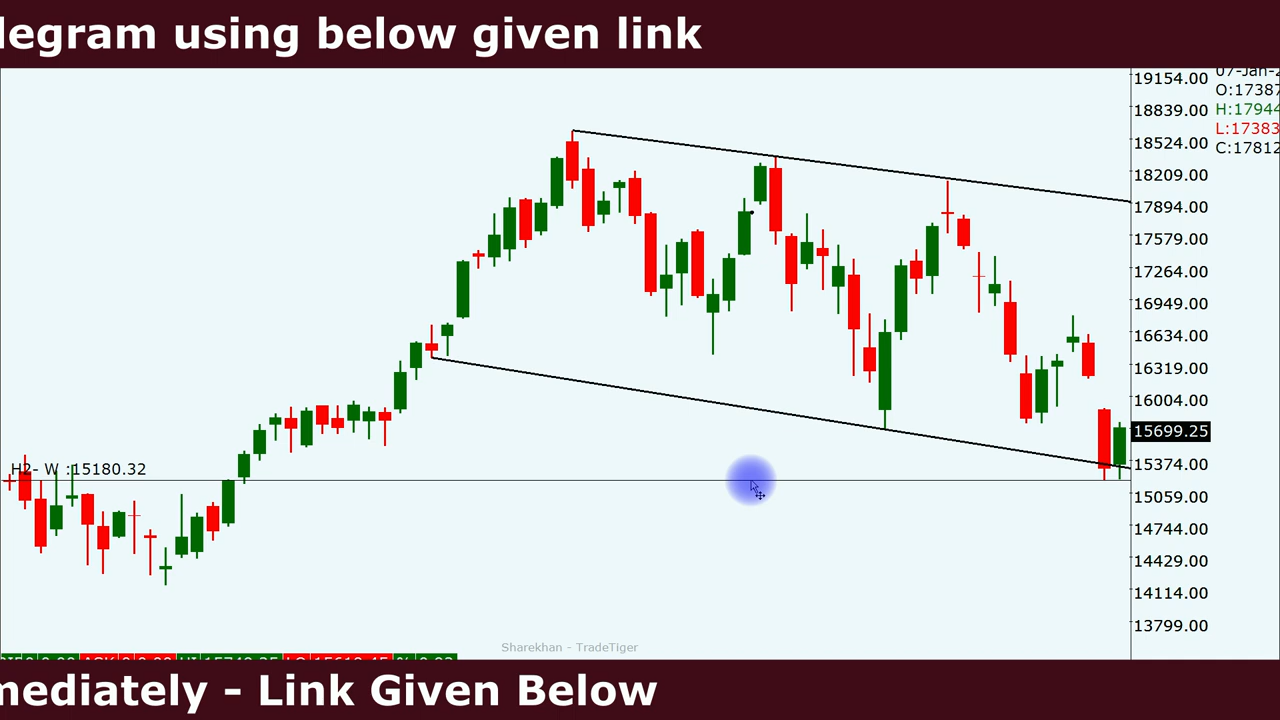 legram using below given link
19154.00
07-Jan-2
O:17387
18839.00
H:17944
L:17383
18524.00
C:17812
18209.00
17894.00
17579.00
17264.00
16949.00
16634.00
16319.00
16004.00
15699.25
15374.00
H2- W :15180.32
15059.00
14744.00
14429.00
14114.00
13799.00
Sharekhan - TradeTiger
mediately - Link Given Below